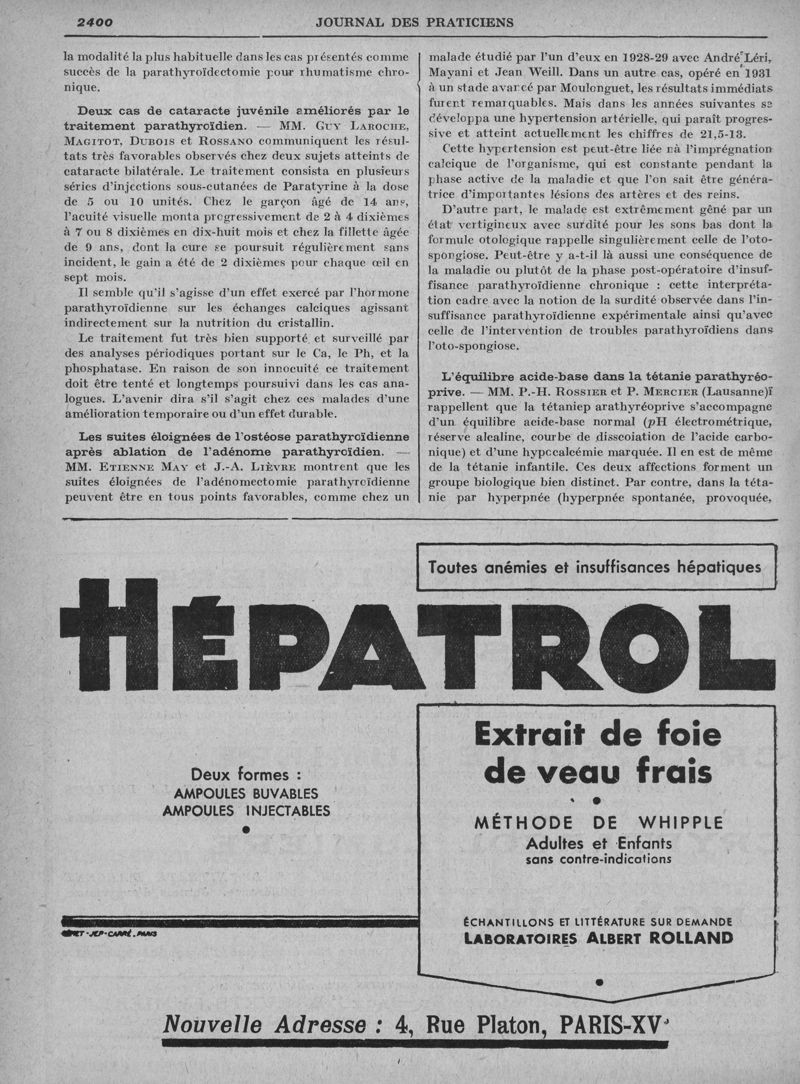 2400
JOURNAL DES PRATICIENS
la modalité la plus habituelle dans les cas présentés comme
succès de la parathyroïdectomie pour rhumatisme chro-
nique.
Deux cas de cataracte juvénile améliorés par le
traitement parathyroïdien. — MM. GUY LAROCHE,
MAGITOT, DUBOIS et ROSSANO communiquent les résul-
tats très favorables observés chez deux sujets atteints de
cataracte bilatérale. Le traitement consista en plusieurs
séries d'injections sous-cutanées de Paratyrine à la dose
de 5 ou 10 unités. Chez le garçon âgé de 14 ans,
l'acuité visuelle monta progressivement de 2 à 4 dixièmes
à 7 ou 8 dixièmes en dix-huit mois et chez la fillette âgée
de 9 ans, dont la cure se poursuit régulièrement sans
incident, le gain a été de 2 dixièmes pour chaque œil en
sept mois.
Il semble qu'il s'agisse d'un effet exercé par l'hormone
parathyroïdienne sur les échanges calciques agissant
indirectement sur la nutrition du cristallin.
Le traitement fut très bien supporté et surveillé par
des analyses périodiques portant sur le Ca, le Ph, et la
phosphatase. En raison de son innocuité ce traitement
doit être tenté et longtemps poursuivi dans les cas ana-
logues. L'avenir dira s'il s'agit chez ces malades d'une
amélioration temporaire ou d'un effet durable.
Les suites éloignées de l'ostéose parathyroïdienne
après ablation de l'adénome parathyroïdien. —
MM. ETIENNE MAY et J.-A. LIÈVRE montrent que les
suites éloignées de l'adénomectomie parathyroïdienne
peuvent être en tous points favorables, comme chez un
malade étudié par l'un d'eux en 1928-29 avec André Léri,
Mayani et Jean Weill. Dans un autre cas, opéré en 1931
à un stade avancé par Moulonguet, les résultats immédiats
furent remarquables. Mais dans les années suivantes se
développa une hypertension artérielle, qui paraît progres-
sive et atteint actuellement les chiffres de 21,5-13.
Cette hypertension est peut-être liée nà l'imprégnation
calcique de l'organisme, qui est constante pendant la
phase active de la maladie et que l'on sait être généra-
trice d'importantes lésions des artères et des reins.
D'autre part, le malade est extrêmement gêné par un
état vertigineux avec surdité pour les sons bas dont la
formule otologique rappelle singulièrement celle de l'oto-
spongiose. Peut-être y a-t-il là aussi une conséquence de
la maladie ou plutôt de la phase post-opératoire d'insuf-
fisance parathyroïdienne chronique : cette interpréta-
tion cadre avec la notion de la surdité observée dans l'in-
suffisance parathyroïdienne expérimentale ainsi qu'avec
celle de l'intervention de troubles parathyroïdiens dans
l'oto-spongiose.
L'équilibre acide-base dans la tétanie parathyréo-
prive. — MM. P.-H. ROSSIER et P. MERCIER (Lausanne)ï
rappellent que la tétaniep arathyréoprive s'accompagne
d'un équilibre acide-base normal (pH électrométrique,
réserve alcaline, courbe de disscoiation de l'acide carbo-
nique) et d'une hypocalcémie marquée. Il en est de même
de la tétanie infantile. Ces deux affections forment un
groupe biologique bien distinct. Par contre, dans la téta-
nie par hyperpnée (hyperpnée spontanée, provoquée,
Toutes anémies et insuffisances hépatiques
HÉPATROL
Deux formes :
AMPOULES BUVABLES
AMPOULES INJECTABLES
Extrait de foie
de veau frais
MÉTHODE DE WHIPPLE
Adultes et Enfants
sans contre-indications
ÉCHANTILLONS ET LITTÉRATURE SUR DEMANDE
LABORATOIRES ALBERT ROLLAND
JEP-CARRÉ.PARIS
Nouvelle Adresse : 4, Rue Platon, PARIS-XV